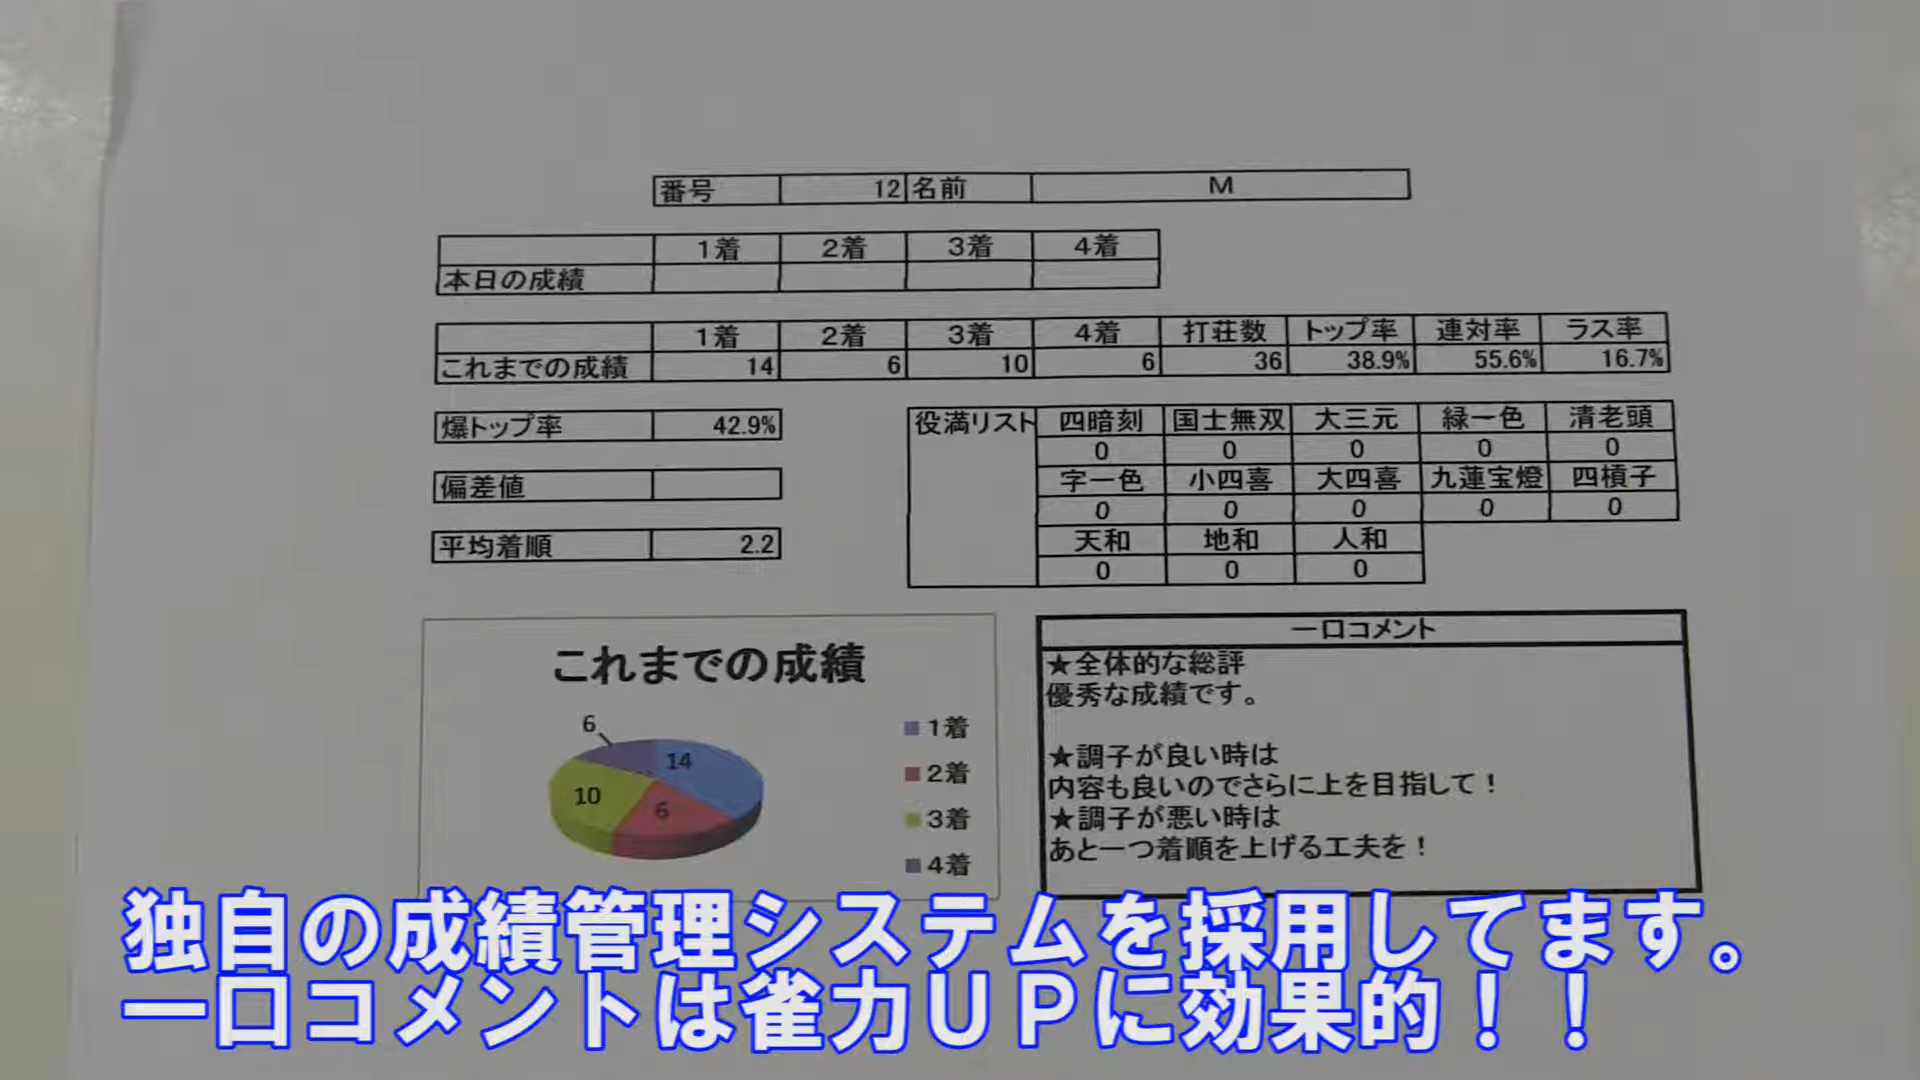 番号 12 名前 M
1着 2着 3着 4着
本日の成績
1着 2着 3着 4着 打荘数 トップ率 連対率 ラス率
これまでの成績 14 6 10 6 36 38.9% 55.6% 16.7%
爆トップ率 42.9%
偏差値
平均着順 2.2
役満リスト 四暗刻 国士無双 大三元 緑一色 清老頭
0 0 0 0 0
字一色 小四喜 大四喜 九蓮宝燈 四槓子
0 0 0 0 0
天和 地和 人和
0 0 0
これまでの成績
6
14
10
6
1着
2着
3着
4着
一口コメント
★全体的な総評
優秀な成績です。
★調子が良い時は
内容も良いのでさらに上を目指して！
★調子が悪い時は
あと一つ着順を上げる工夫を！
独自の成績管理システムを採用してます。
一口コメントは雀力ＵＰに効果的！！